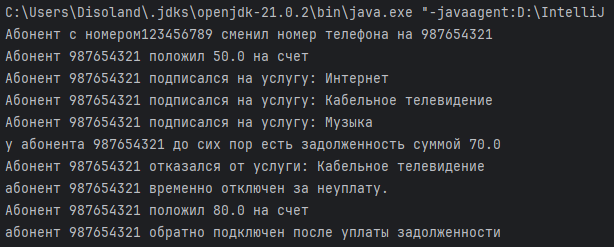 C:\Users\Disoland\.jdks\openjdk-21.0.2\bin\java.exe "-javaagent:D:\IntelliJ
Абонент с номером123456789 сменил номер телефона на 987654321
Абонент 987654321 положил 50.0 на счет
Абонент 987654321 подписался на услугу: Интернет
Абонент 987654321 подписался на услугу: Кабельное телевидение
Абонент 987654321 подписался на услугу: Музыка
у абонента 987654321 до сих пор есть задолженность суммой 70.0
Абонент 987654321 отказался от услуги: Кабельное телевидение
абонент 987654321 временно отключен за неуплату.
Абонент 987654321 положил 80.0 на счет
абонент 987654321 обратно подключен после уплаты задолженности